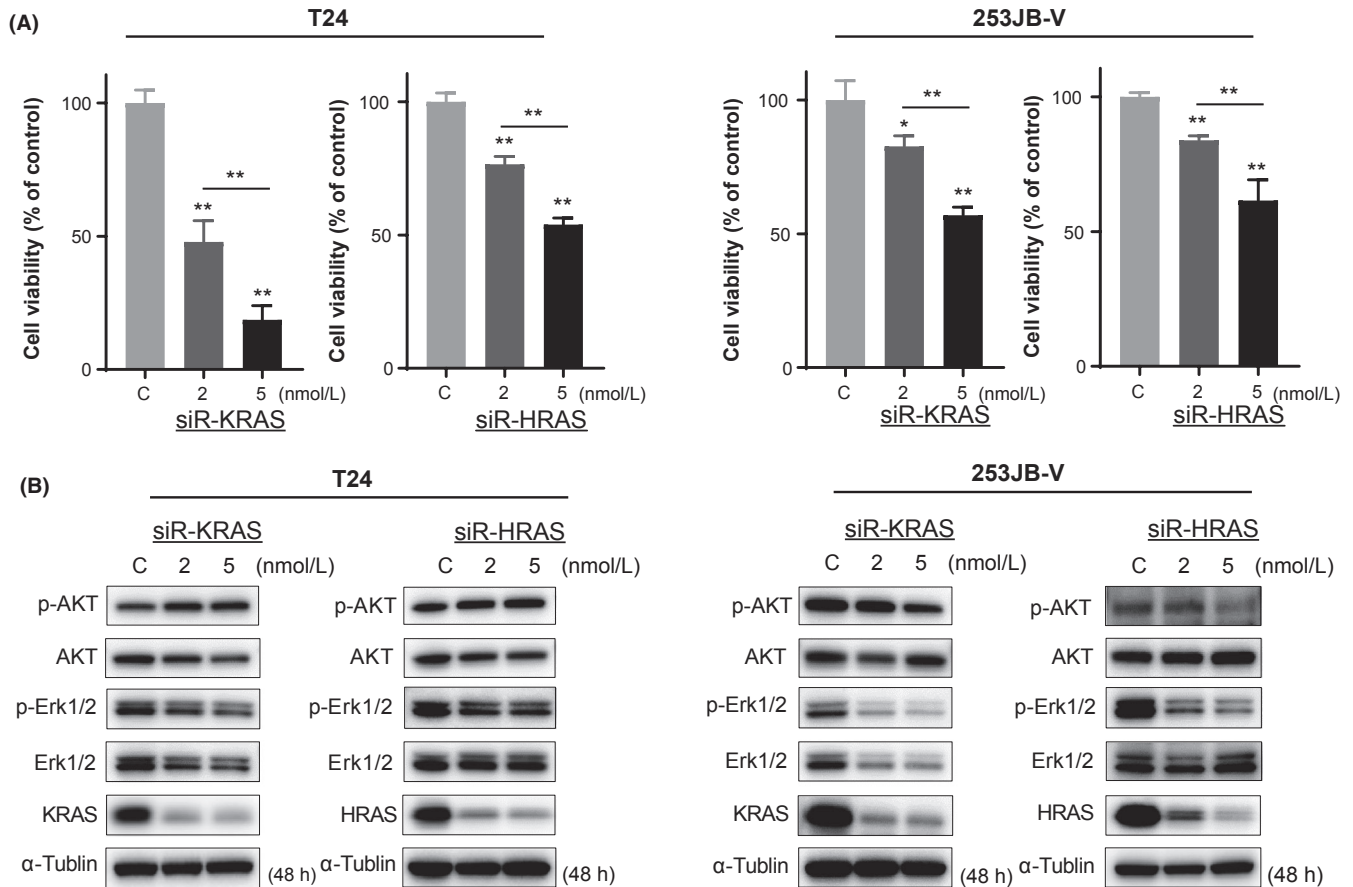 (A)
T24
253JB-V
Cell viability (% of control)
100
50
0
**
**
**
C 2 5 (nmol/L)
siR-KRAS
Cell viability (% of control)
100
50
0
**
**
**
C 2 5 (nmol/L)
siR-HRAS
Cell viability (% of control)
100
50
0
*
**
**
C 2 5 (nmol/L)
siR-KRAS
Cell viability (% of control)
100
50
0
**
**
**
C 2 5 (nmol/L)
siR-HRAS
(B)
T24
253JB-V
siR-KRAS
C 2 5 (nmol/L)
p-AKT
AKT
p-Erk1/2
Erk1/2
KRAS
α-Tublin
(48 h)
siR-HRAS
C 2 5 (nmol/L)
p-AKT
AKT
p-Erk1/2
Erk1/2
HRAS
α-Tublin
(48 h)
siR-KRAS
C 2 5 (nmol/L)
p-AKT
AKT
p-Erk1/2
Erk1/2
KRAS
α-Tublin
(48 h)
siR-HRAS
C 2 5 (nmol/L)
p-AKT
AKT
p-Erk1/2
Erk1/2
HRAS
α-Tublin
(48 h)